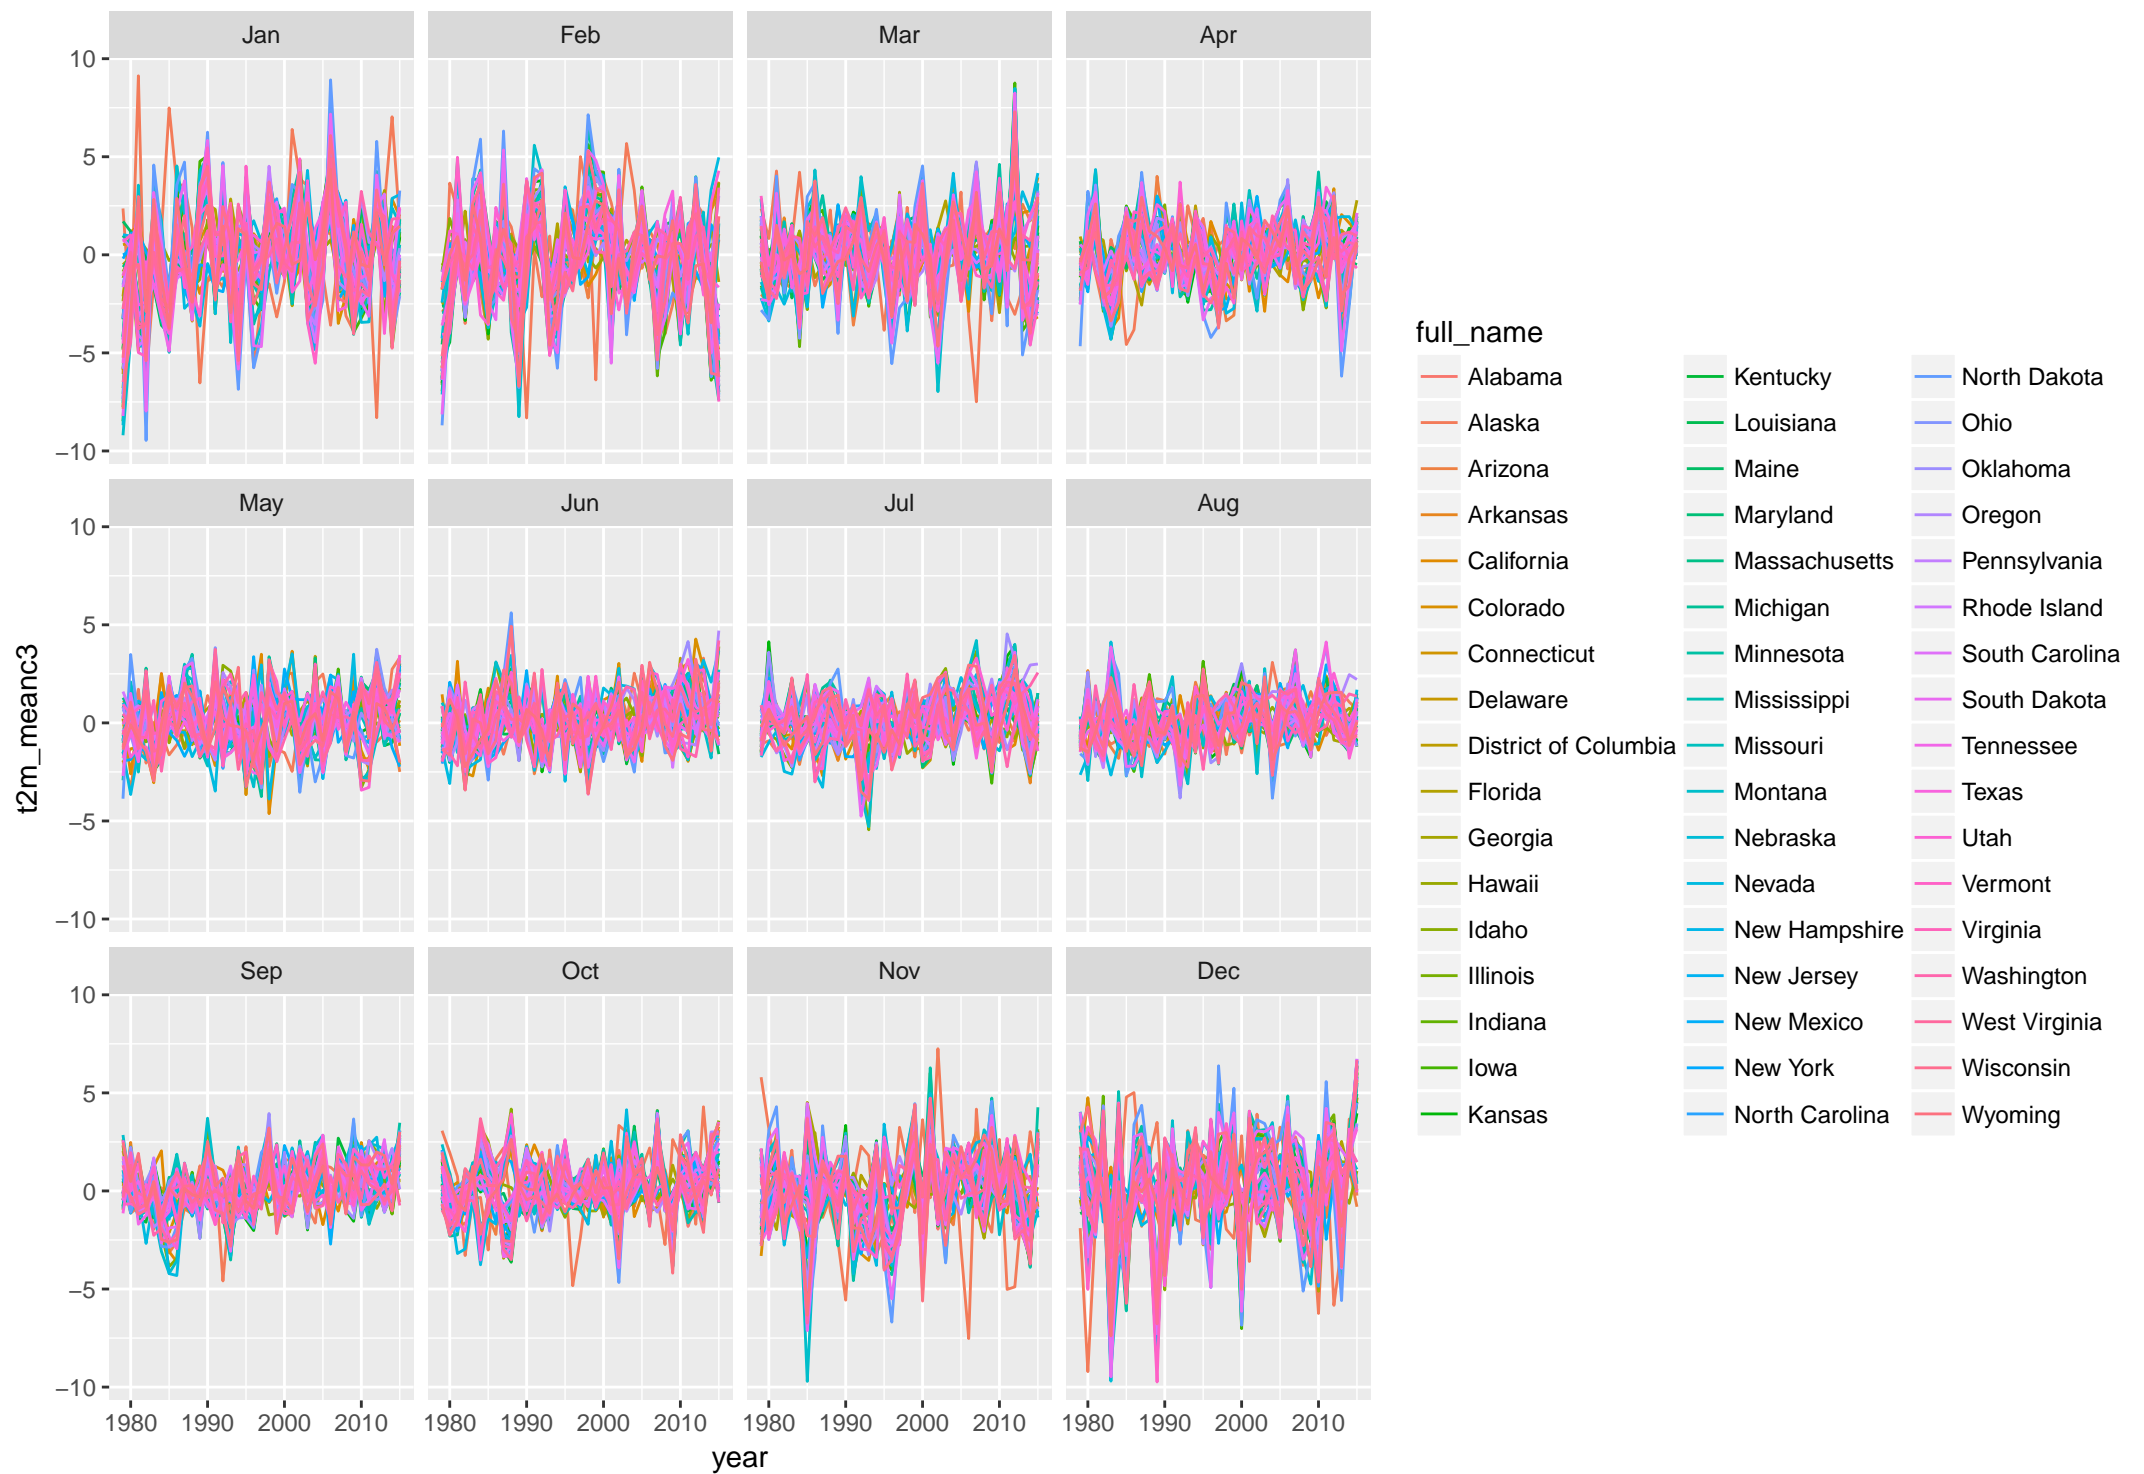 Jan Feb Mar Apr
10
5
0
−5
−10
May Jun Jul Aug
10
5
0
−5
−10
Sep Oct Nov Dec
10
5
0
−5
−10
1980 1990 2000 2010 1980 1990 2000 2010 1980 1990 2000 2010 1980 1990 2000 2010
year
t2m_meanc3
full_name
Alabama
Alaska
Arizona
Arkansas
California
Colorado
Connecticut
Delaware
District of Columbia
Florida
Georgia
Hawaii
Idaho
Illinois
Indiana
Iowa
Kansas
Kentucky
Louisiana
Maine
Maryland
Massachusetts
Michigan
Minnesota
Mississippi
Missouri
Montana
Nebraska
Nevada
New Hampshire
New Jersey
New Mexico
New York
North Carolina
North Dakota
Ohio
Oklahoma
Oregon
Pennsylvania
Rhode Island
South Carolina
South Dakota
Tennessee
Texas
Utah
Vermont
Virginia
Washington
West Virginia
Wisconsin
Wyoming